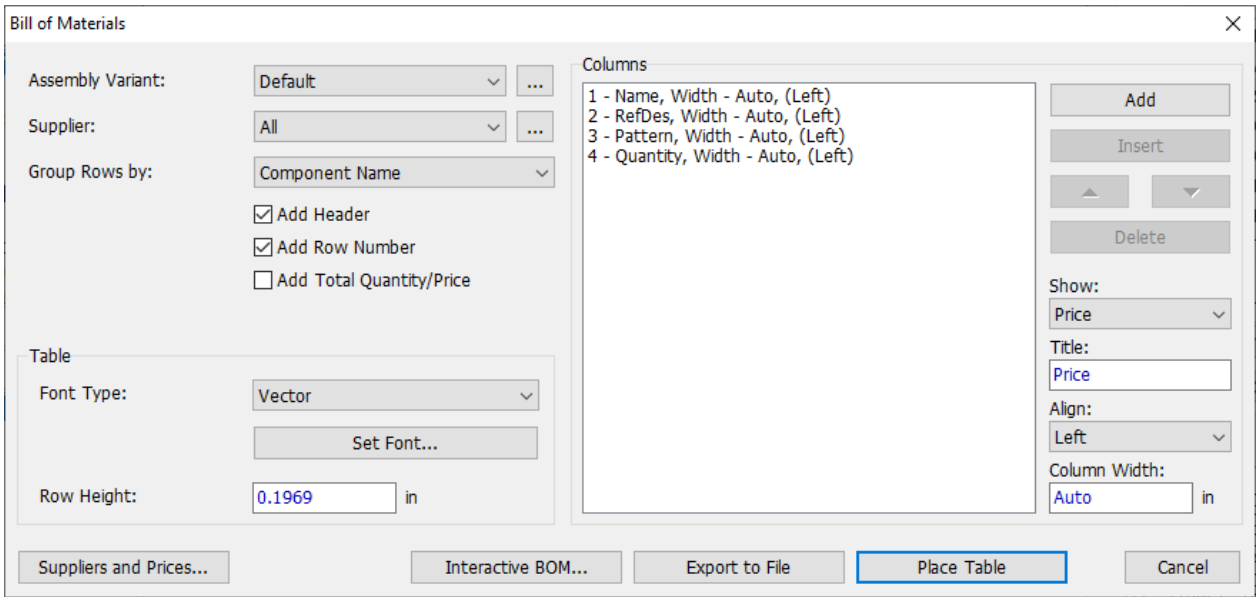 Bill of Materials
Assembly Variant:
Default
...
Supplier:
All
...
Group Rows by:
Component Name
Add Header
Add Row Number
Add Total Quantity/Price
Table
Font Type:
Vector
Set Font...
Row Height:
0.1969
in
Columns
1 - Name, Width - Auto, (Left)
2 - RefDes, Width - Auto, (Left)
3 - Pattern, Width - Auto, (Left)
4 - Quantity, Width - Auto, (Left)
Add
Insert
Delete
Show:
Price
Title:
Price
Align:
Left
Column Width:
Auto
in
Suppliers and Prices...
Interactive BOM...
Export to File
Place Table
Cancel